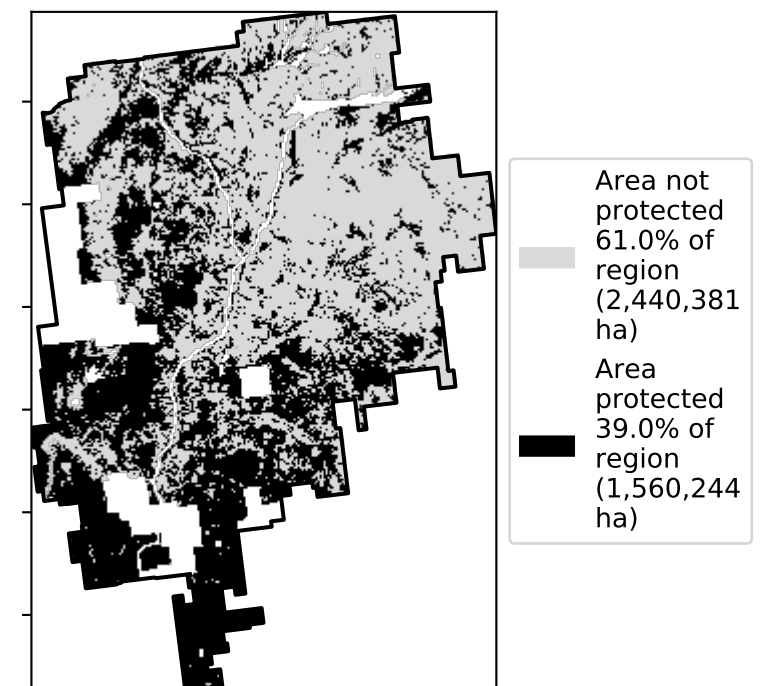 Area not
protected
61.0% of
region
(2,440,381
ha)
Area
protected
39.0% of
region
(1,560,244
ha)